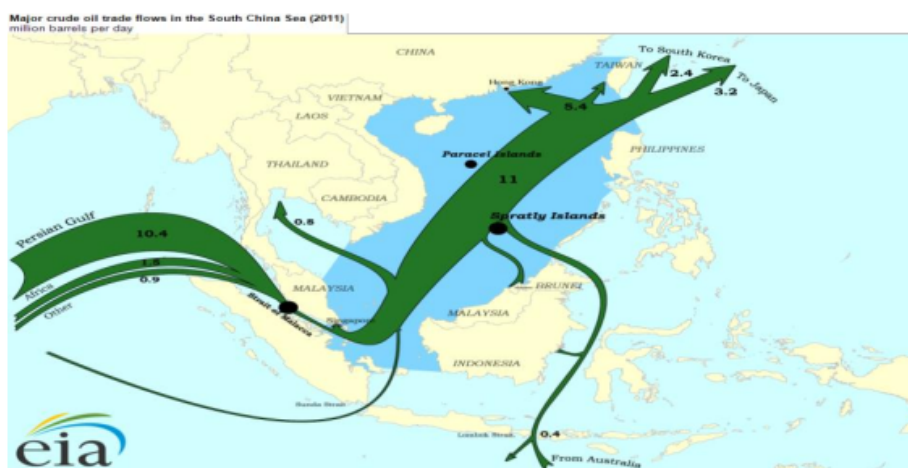 Major crude oil trade flows in the South China Sea (2011)
million barrels per day
CHINA
TAIWAN
To South Korea
2.4
To Japan
3.2
Hong Kong
5.4
VIETNAM
LAOS
Paracel Islands
PHILIPPINES
THAILAND
11
CAMBODIA
0.8
Spratly Islands
Persian Gulf
10.4
1.5
Africa
0.9
Other
MALAYSIA
BRUNEI
Strait of Malacca
Singapore
MALAYSIA
INDONESIA
Sunda Strait
Lombok Strait
0.4
From Australia
eia